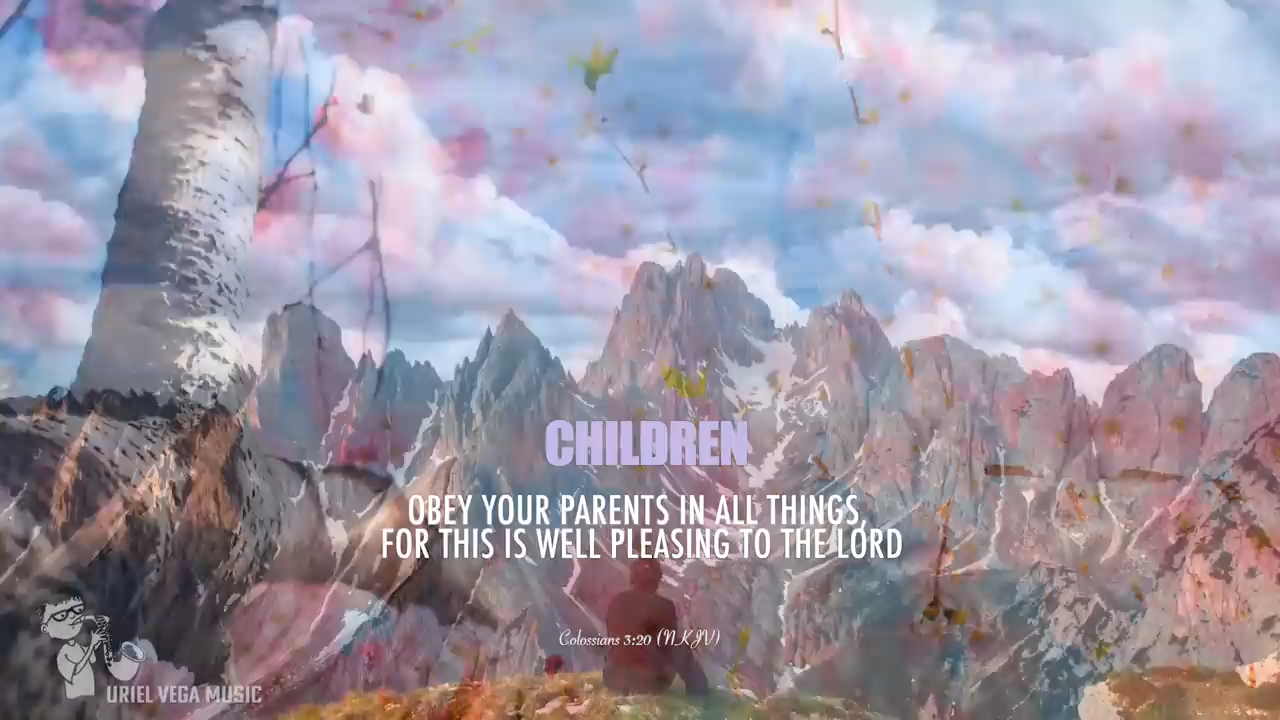 CHILDREN
OBEY YOUR PARENTS IN ALL THINGS,
FOR THIS IS WELL PLEASING TO THE LORD
Colossians 3:20 (NKJV)
URIEL VEGA MUSIC